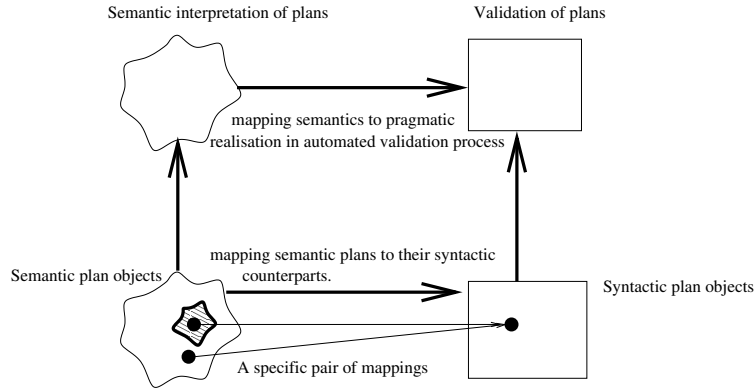 Semantic interpretation of plans
Validation of plans
mapping semantics to pragmatic
realisation in automated validation process
mapping semantic plans to their syntactic
counterparts.
Semantic plan objects
Syntactic plan objects
A specific pair of mappings